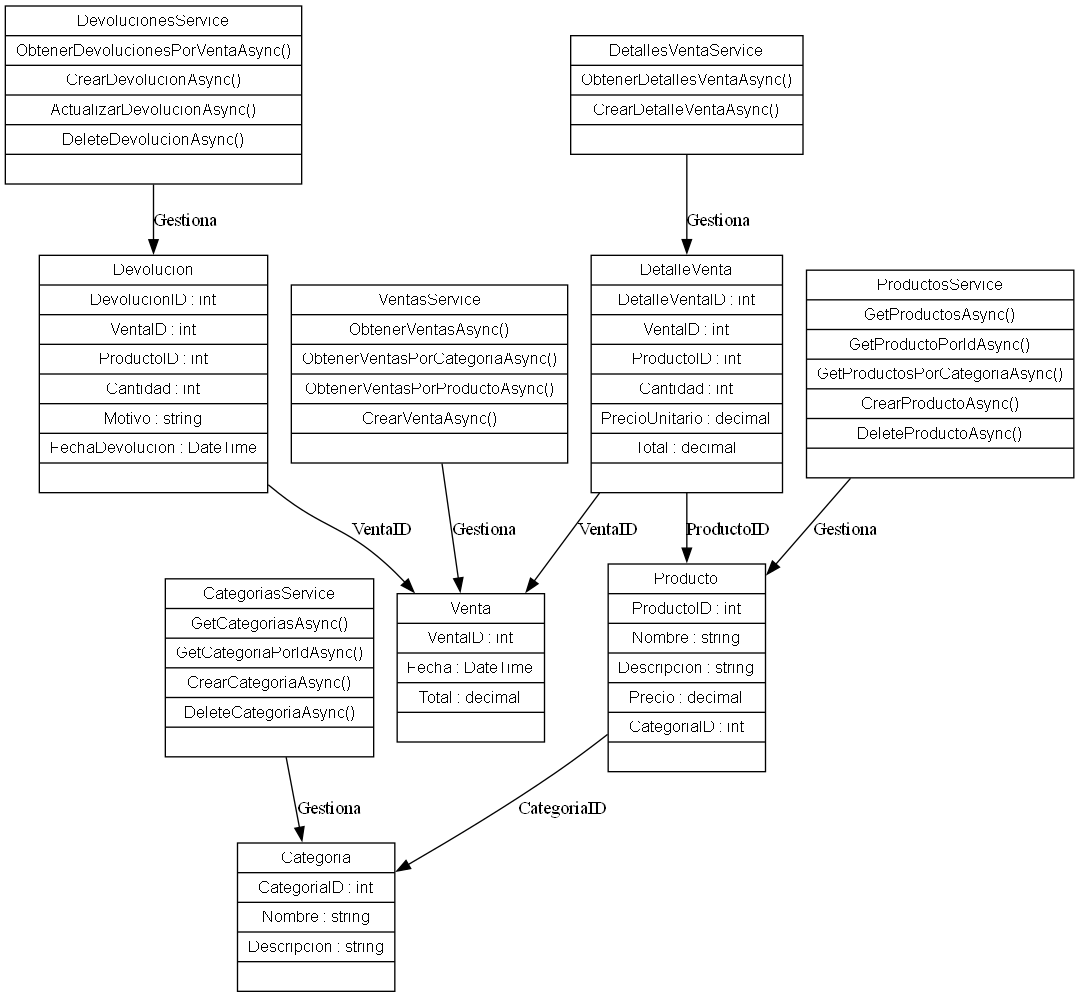 DevolucionesService
ObtenerDevolucionesPorVentaAsync()
CrearDevolucionAsync()
ActualizarDevolucionAsync()
DeleteDevolucionAsync()
DetallesVentaService
ObtenerDetallesVentaAsync()
CrearDetalleVentaAsync()
Gestiona
Gestiona
Devolucion
DevolucionID : int
VentaID : int
ProductoID : int
Cantidad : int
Motivo : string
FechaDevolucion : DateTime
VentasService
ObtenerVentasAsync()
ObtenerVentasPorCategoriaAsync()
ObtenerVentasPorProductoAsync()
CrearVentaAsync()
DetalleVenta
DetalleVentaID : int
VentaID : int
ProductoID : int
Cantidad : int
PrecioUnitario : decimal
Total : decimal
ProductosService
GetProductosAsync()
GetProductoPorIdAsync()
GetProductosPorCategoriaAsync()
CrearProductoAsync()
DeleteProductoAsync()
VentaID
Gestiona
VentaID
ProductoID
Gestiona
CategoriasService
GetCategoriasAsync()
GetCategoriaPorIdAsync()
CrearCategoriaAsync()
DeleteCategoriaAsync()
Venta
VentaID : int
Fecha : DateTime
Total : decimal
Producto
ProductoID : int
Nombre : string
Descripcion : string
Precio : decimal
CategoriaID : int
Gestiona
CategoriaID
Categoria
CategoriaID : int
Nombre : string
Descripcion : string